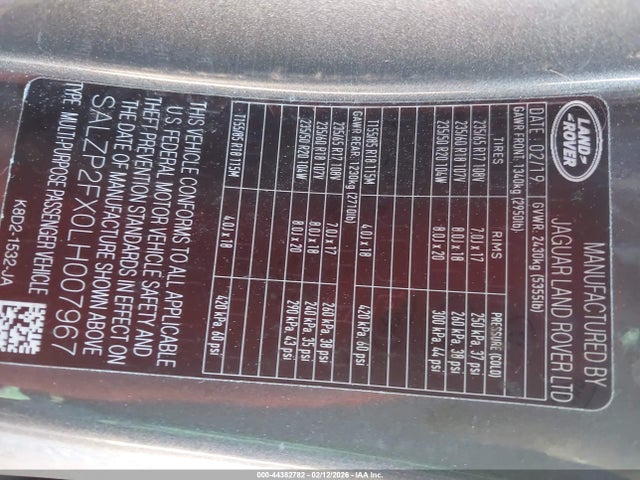 LAND
ROVER
MANUFACTURED BY
JAGUAR LAND ROVER LTD
DATE: 02/19 GVWR: 2430kg (5355lb)
GAWR FRONT: 1340kg (2950lb)
TIRES RIMS PRESSURE (COLD)
235/65 R17 108V 7.0J x 17 250 kPa, 37 psi
235/60 R18 107V 8.0J x 18 260 kPa, 38 psi
235/50 R20 104W 8.0J x 20 300 kPa, 44 psi
T155/85 R18 115M 4.0J x 18 420 kPa, 60 psi
GAWR REAR: 1230kg (2710lb)
235/65 R17 108V 7.0J x 17 260 kPa, 38 psi
235/60 R18 107V 8.0J x 18 240 kPa, 35 psi
235/50 R20 104W 8.0J x 20 290 kPa, 43 psi
T155/85 R18 115M 4.0J x 18 420 kPa, 60 psi
THIS VEHICLE CONFORMS TO ALL APPLICABLE
U.S FEDERAL MOTOR VEHICLE SAFETY AND
THEFT PREVENTION STANDARDS IN EFFECT ON
THE DATE OF MANUFACTURE SHOWN ABOVE
SALZP2FX0LH007967
TYPE: MULTI-PURPOSE PASSENGER VEHICLE
K8D2-1532-JA
000-44382782 - 02/12/2026 - IAA Inc.